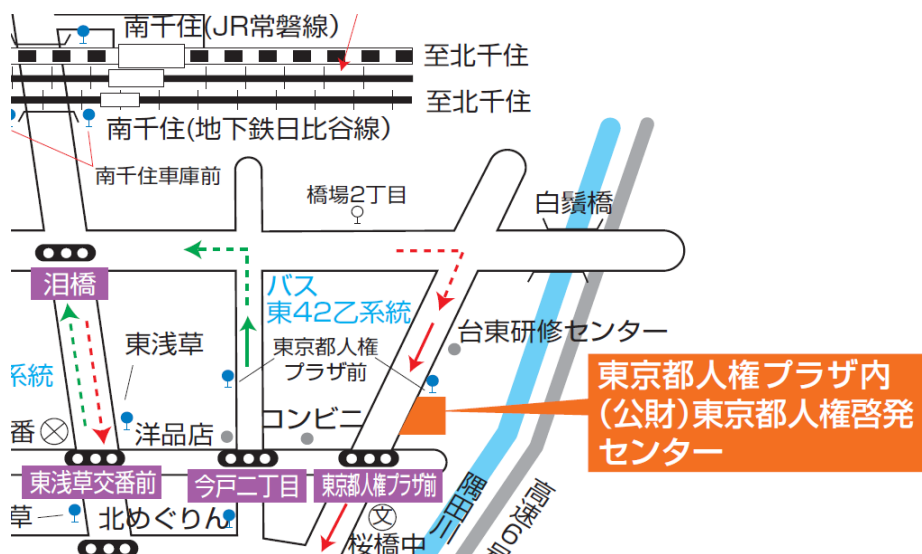 南千住(JR常磐線)
至北千住
至北千住
南千住(地下鉄日比谷線)
南千住車庫前
橋場2丁目
白鬚橋
泪橋
バス
東42乙系統
台東研修センター
東浅草
東京都人権
プラザ前
系統
東京都人権プラザ内
(公財)東京都人権啓発
センター
番
洋品店
コンビニ
東浅草交番前
今戸二丁目
東京都人権プラザ前
隅田川
高速6号
草
北めぐりん
文
桜橋中